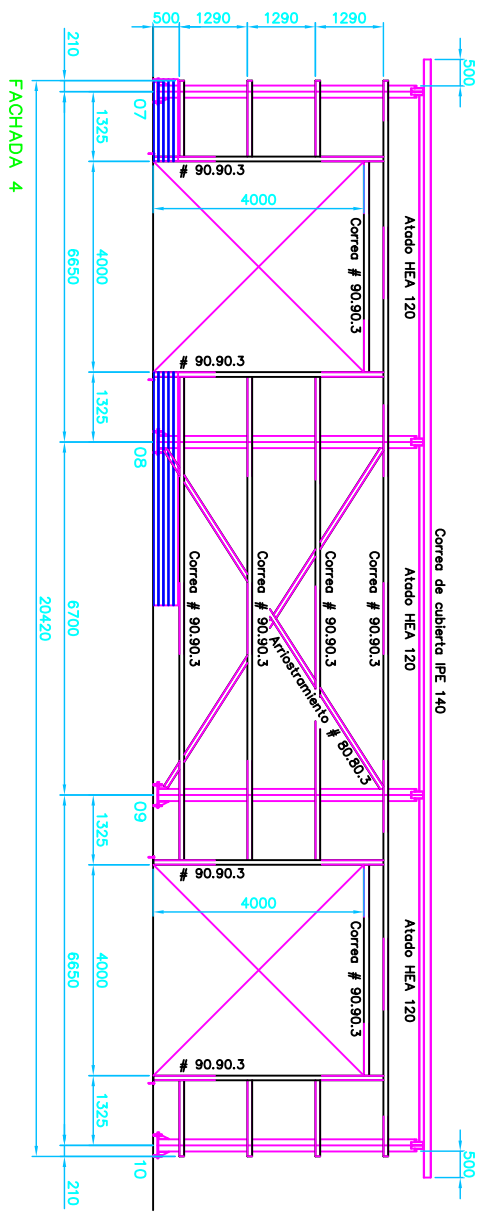 500
500
Correa de cubierta IPE 140
Atado HEA 120
Atado HEA 120
Atado HEA 120
1290
1290
1290
500
Correa # 90.90.3
Correa # 90.90.3
Correa # 90.90.3
Correa # 90.90.3
Correa # 90.90.3
Correa # 90.90.3
Arriostramiento # 80.80.3
4000
4000
# 90.90.3
# 90.90.3
# 90.90.3
# 90.90.3
07
08
09
10
210
1325
4000
1325
6700
1325
4000
1325
210
6650
6650
20420
FACHADA 4